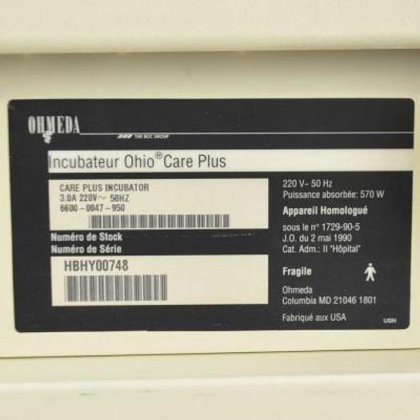 OHMEDA
THE BOC GROUP
Incubateur Ohio® Care Plus
CARE PLUS INCUBATOR
3.0A 220V~ 50HZ
6600-0047-950
Numéro de Stock
Numéro de Série
HBHY00748
220 V~ 50 Hz
Puissance absorbée: 570 W
Appareil Homologué
sous le n° 1729-90-5
J.O. du 2 mai 1990
Cat. Adm.: II "Hôpital"
Fragile
Ohmeda
Columbia MD 21046 1801
Fabriqué aux USA
USN